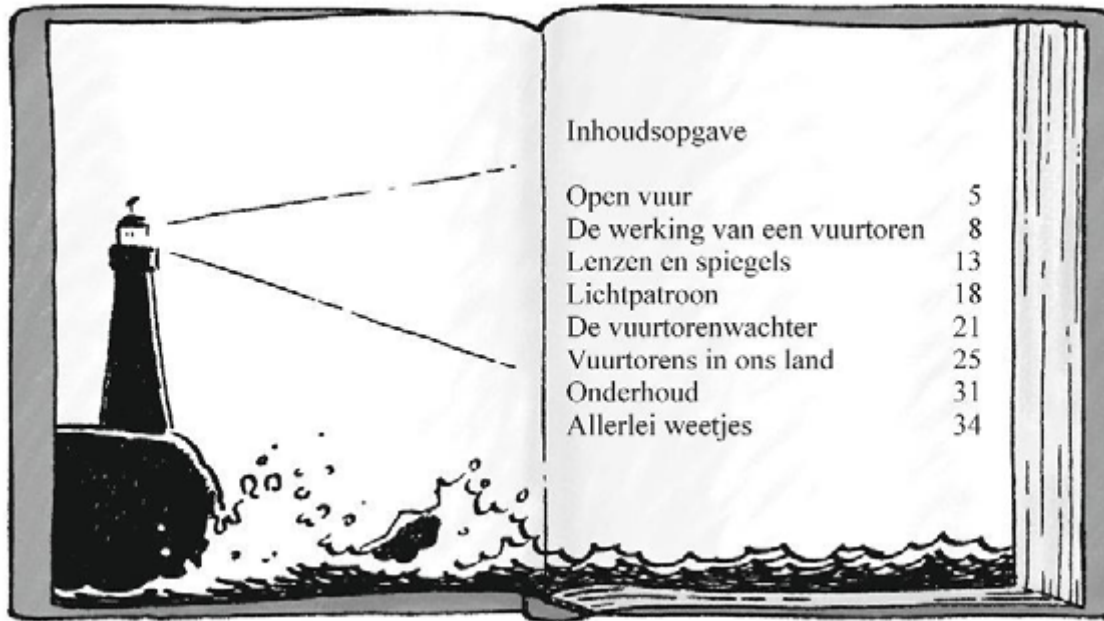 Inhoudsopgave
Open vuur 5
De werking van een vuurtoren 8
Lenzen en spiegels 13
Lichtpatroon 18
De vuurtorenwachter 21
Vuurtorens in ons land 25
Onderhoud 31
Allerlei weetjes 34